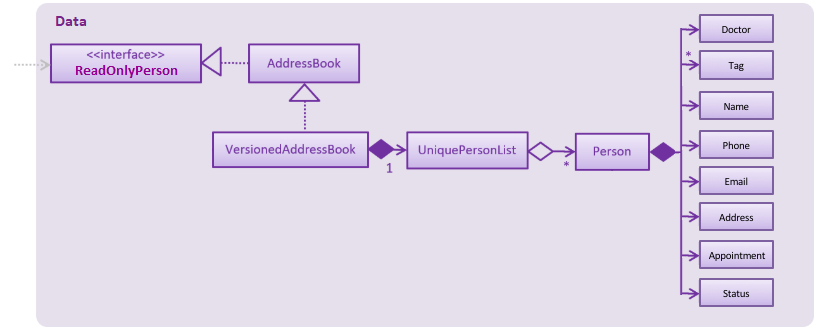 Data
<<interface>>
ReadOnlyPerson
AddressBook
VersionedAddressBook
1
UniquePersonList
*
Person
Doctor
*
Tag
Name
Phone
Email
Address
Appointment
Status